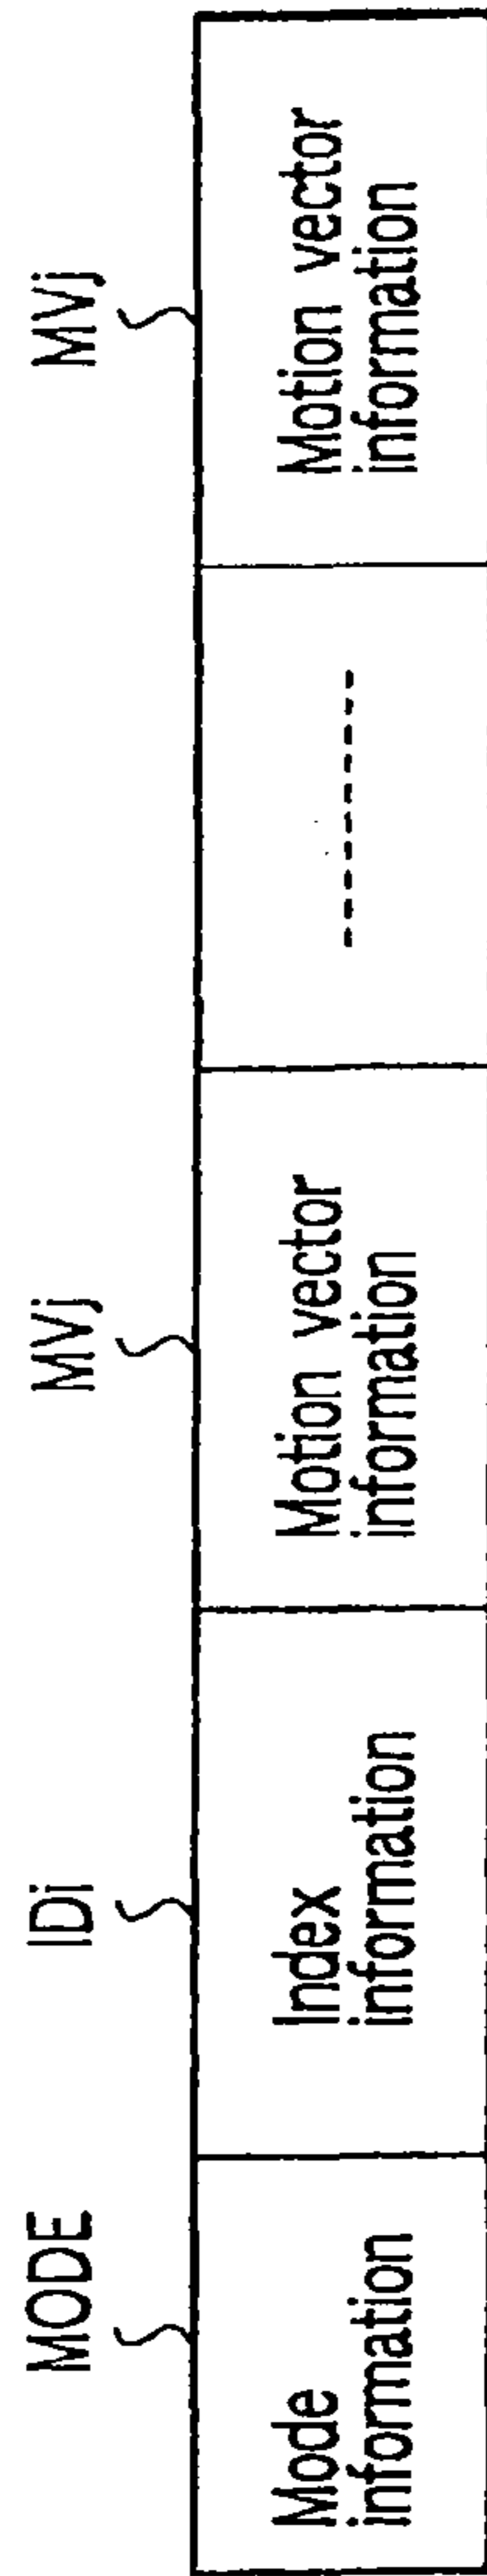 MODE
IDi
MVj
MVj
Mode
information
Index
information
Motion vector
information
---------
Motion vector
information